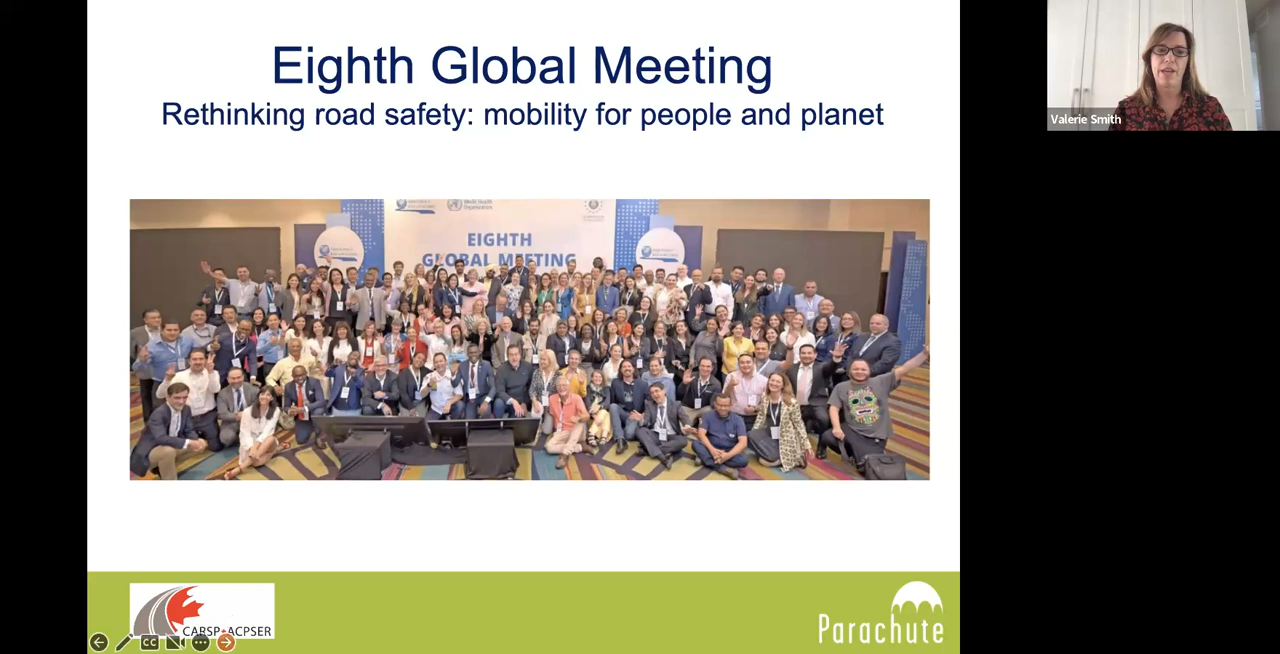 Eighth Global Meeting
Rethinking road safety: mobility for people and planet
Valerie Smith
World Health
Organization
EIGHTH
GLOBAL MEETING
CARSP
ACPSER
CC
Parachute